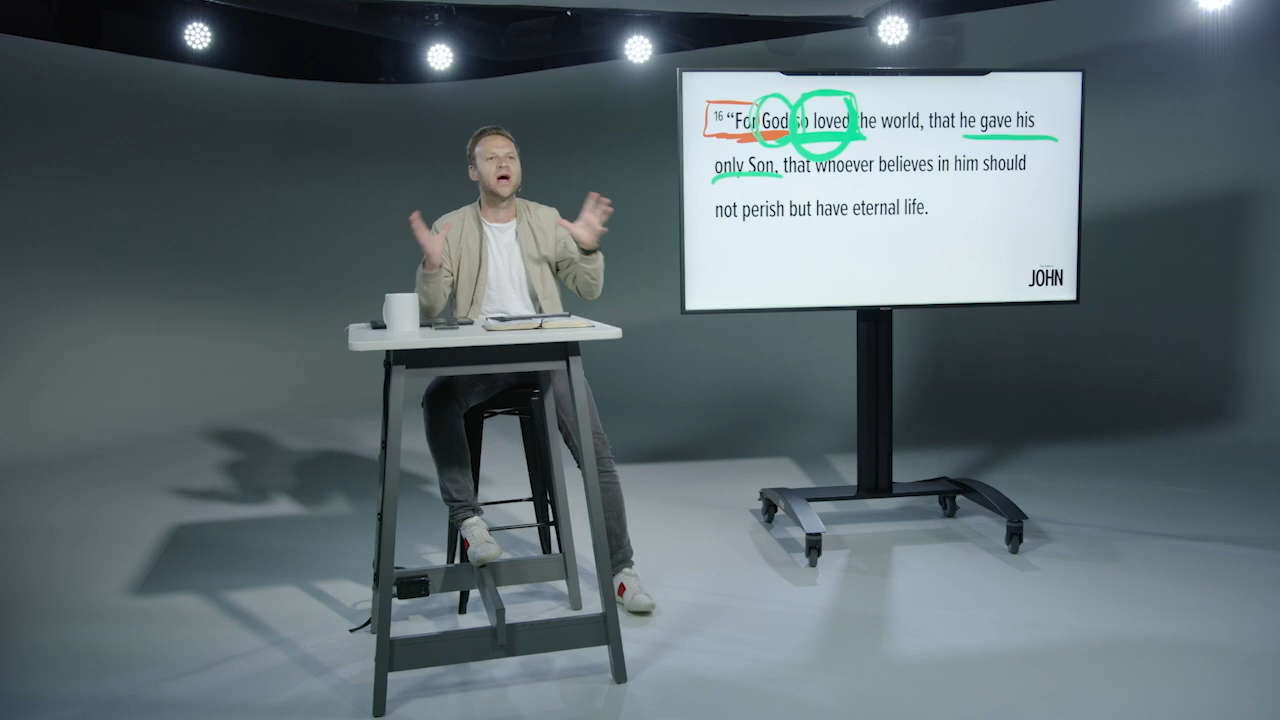 16 “For God so loved the world, that he gave his
only Son, that whoever believes in him should
not perish but have eternal life.
JOHN